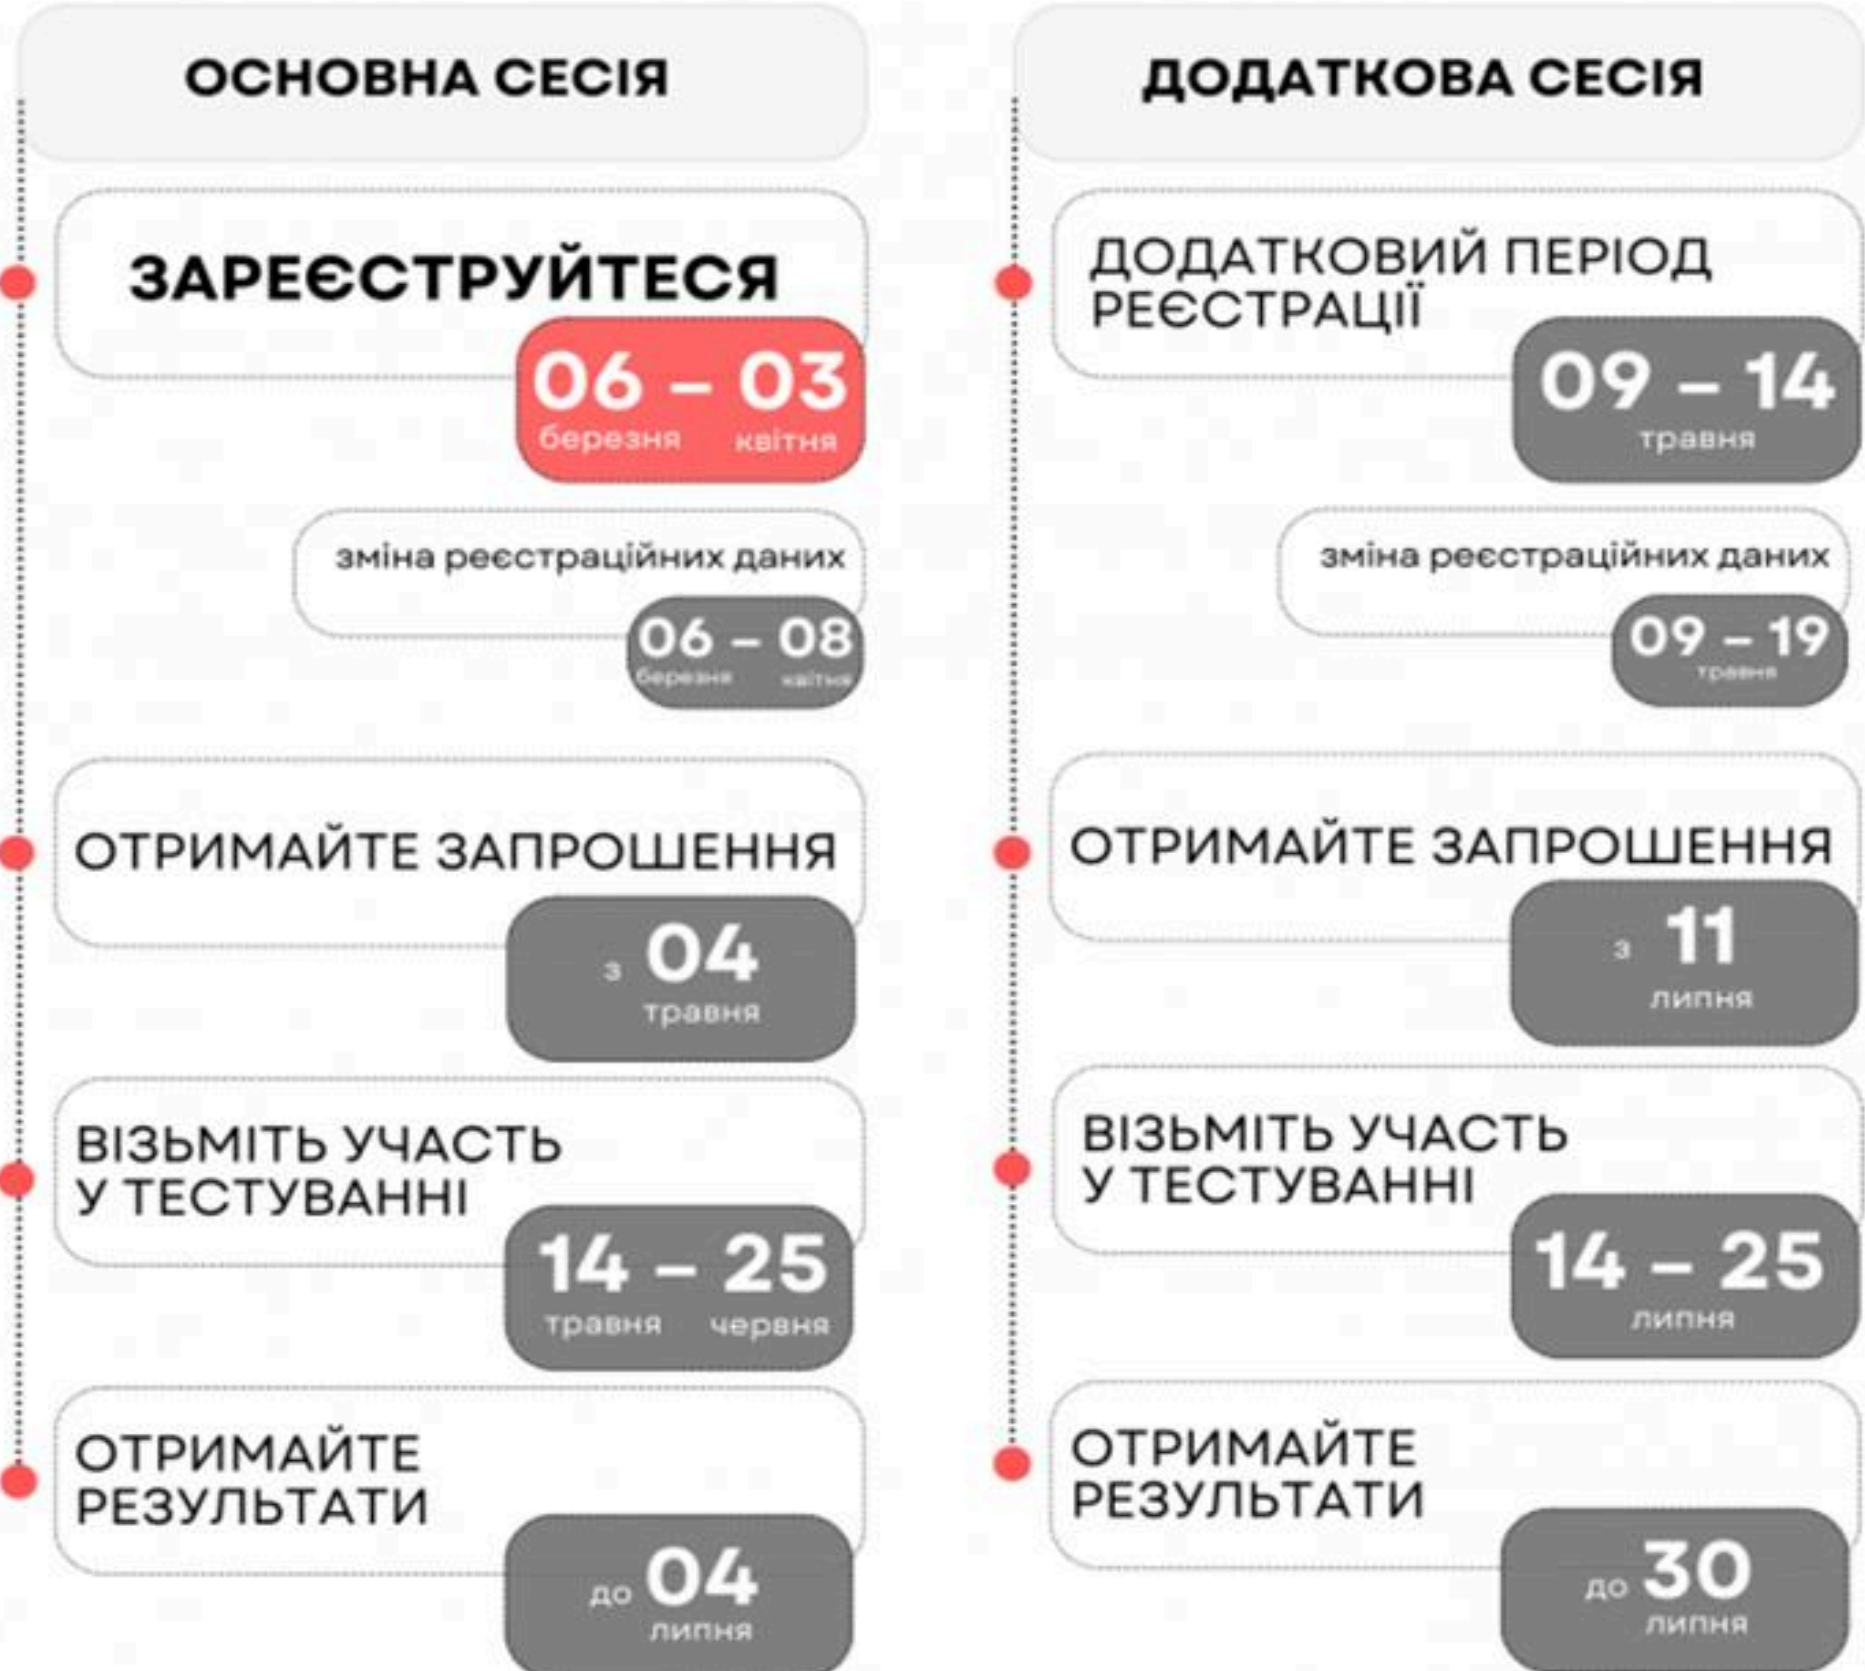 ОСНОВНА СЕСІЯ
ЗАРЕЄСТРУЙТЕСЯ
06 – 03
березня квітня
зміна реєстраційних даних
06 – 08
березня квітня
ОТРИМАЙТЕ ЗАПРОШЕННЯ
з 04
травня
ВІЗЬМІТЬ УЧАСТЬ
У ТЕСТУВАННІ
14 – 25
травня червня
ОТРИМАЙТЕ
РЕЗУЛЬТАТИ
до 04
липня
ДОДАТКОВА СЕСІЯ
ДОДАТКОВИЙ ПЕРІОД
РЕЄСТРАЦІЇ
09 – 14
травня
зміна реєстраційних даних
09 – 19
травня
ОТРИМАЙТЕ ЗАПРОШЕННЯ
з 11
липня
ВІЗЬМІТЬ УЧАСТЬ
У ТЕСТУВАННІ
14 – 25
липня
ОТРИМАЙТЕ
РЕЗУЛЬТАТИ
до 30
липня